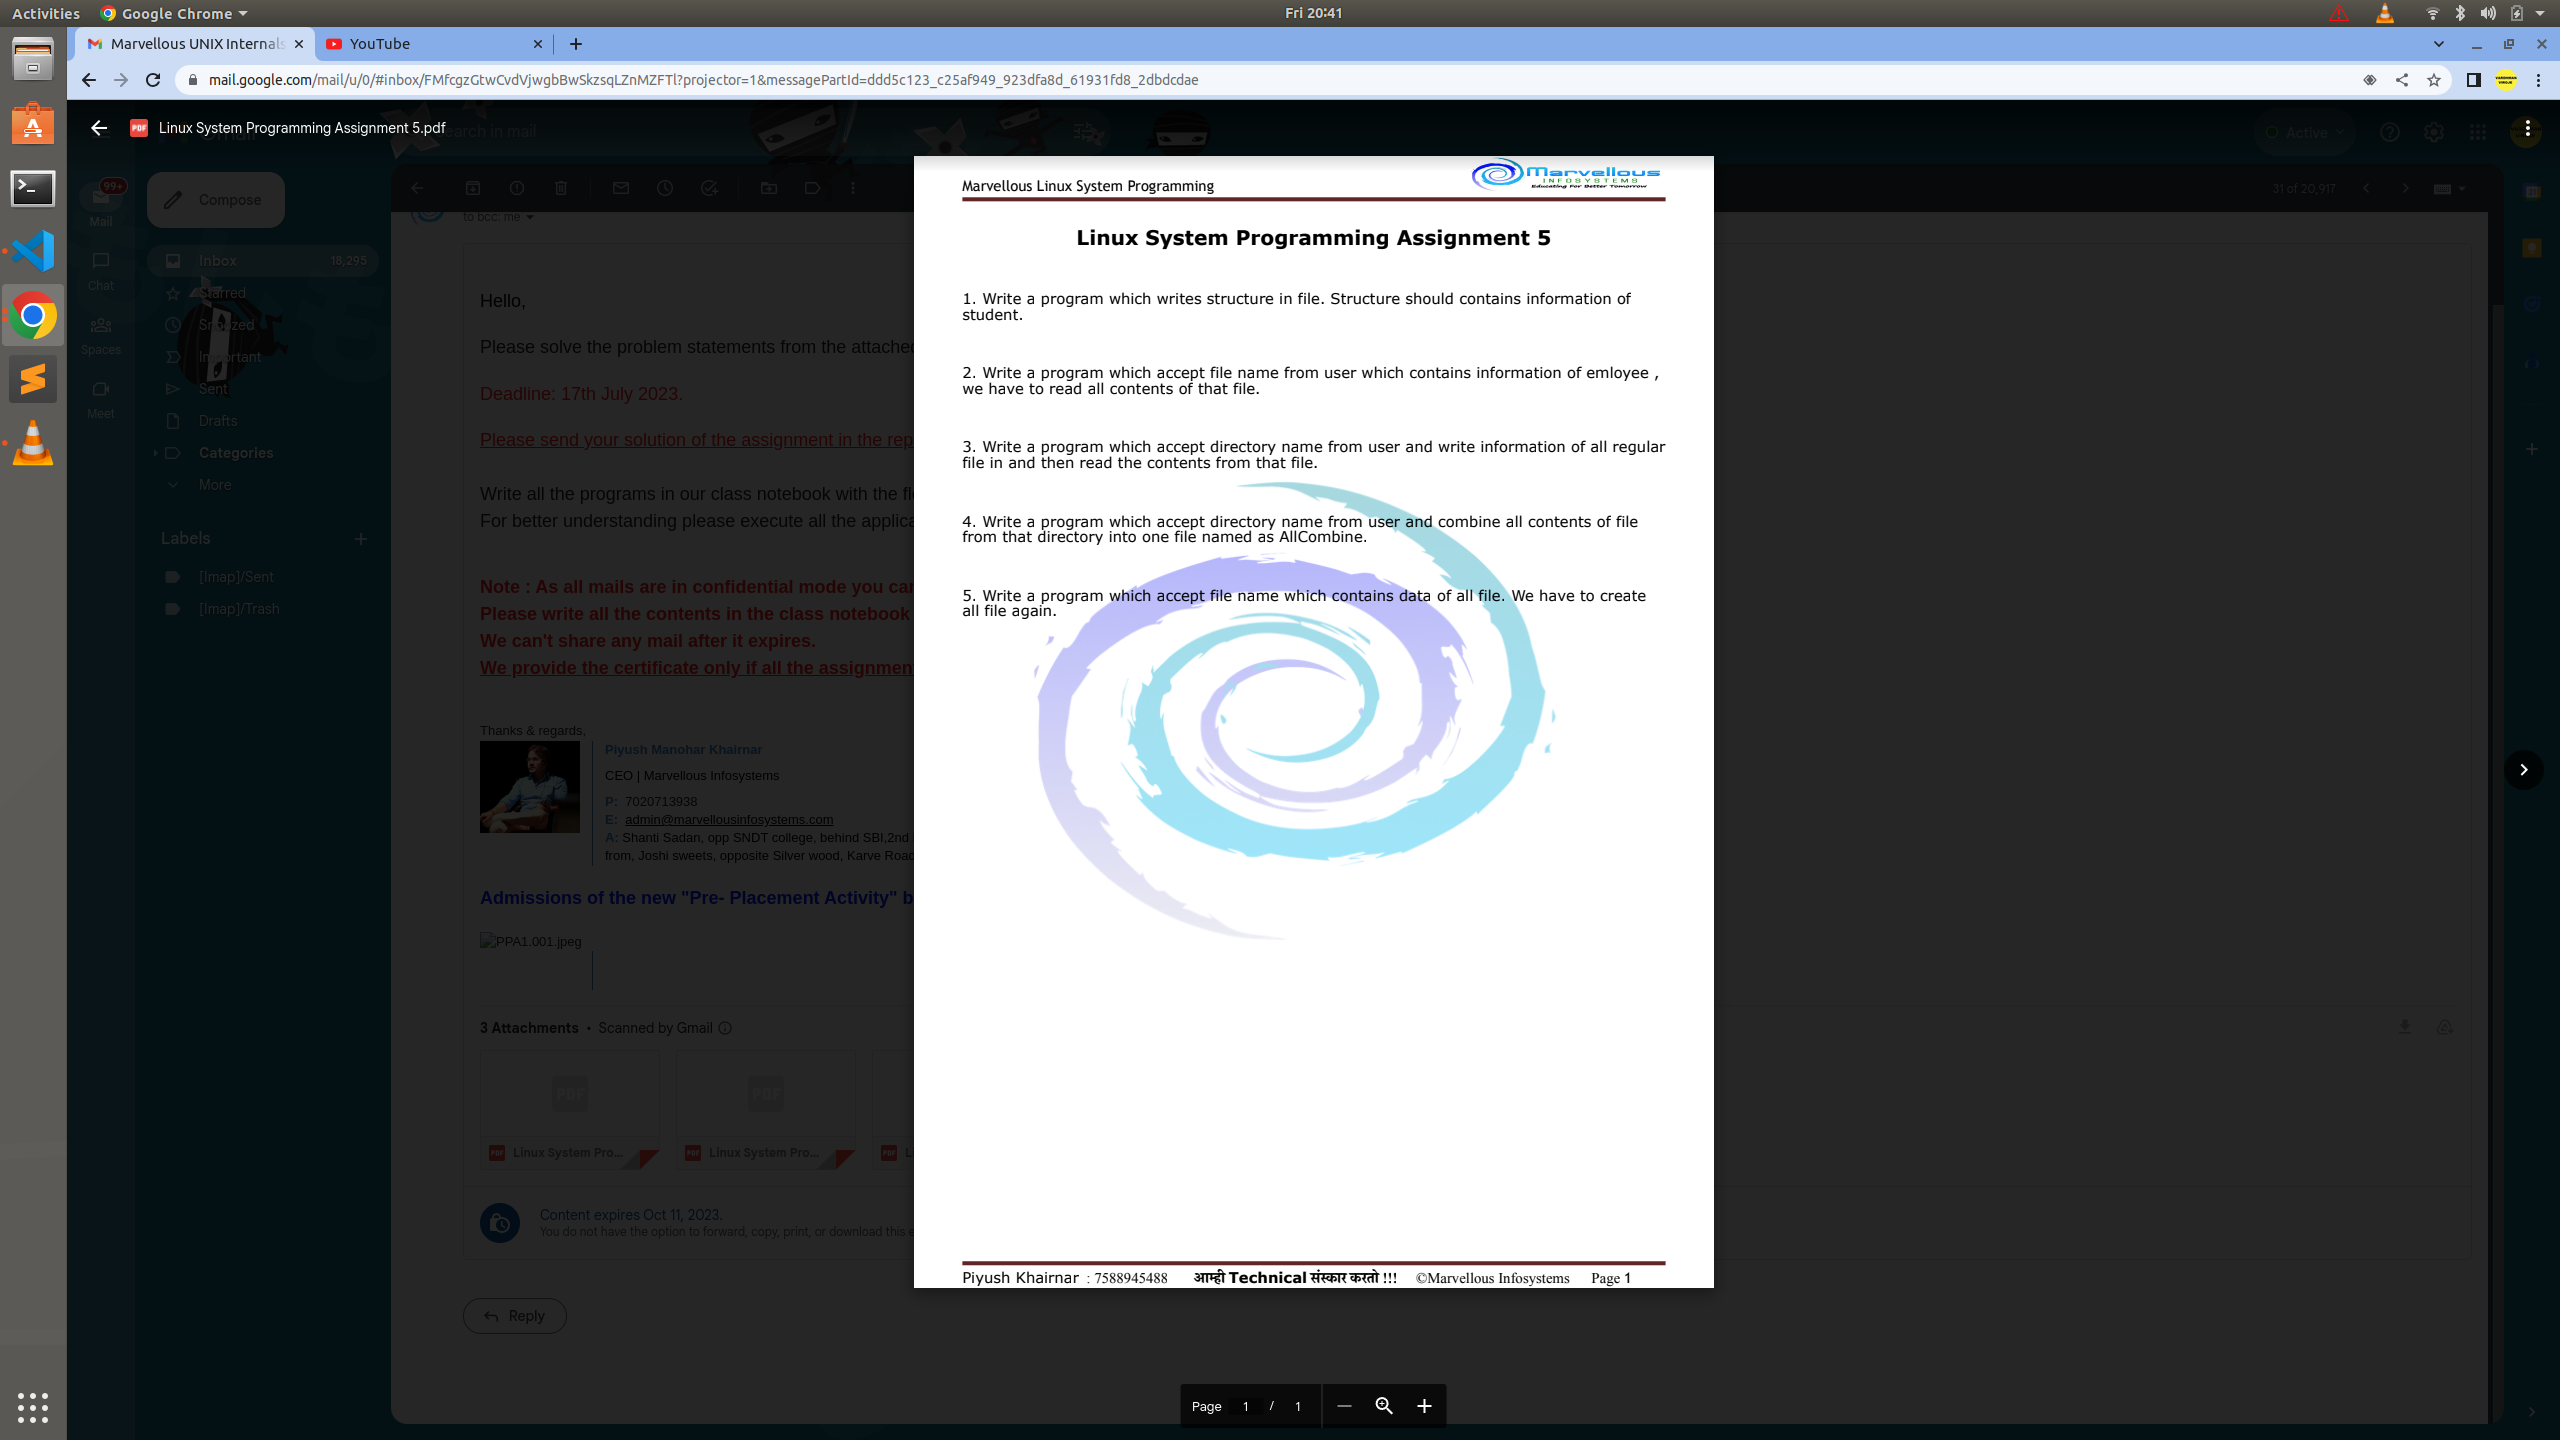 Activities
Google Chrome
Fri 20:41
Marvellous UNIX Internals
YouTube
mail.google.com/mail/u/0/#inbox/FMfcgzGtwCvdVjwgbBwSkzsqLZnMZFTl?projector=1&messagePartId=ddd5c123_c25af949_923dfa8d_61931fd8_2dbdcdae
PDF Linux System Programming Assignment 5.pdf
earch in mail
Active
99+
Mail
Chat
Spaces
Meet
Compose
Inbox 18,295
Starred
Snoozed
Important
Sent
Drafts
Categories
More
Labels
[Imap]/Sent
[Imap]/Trash
31 of 20,917
to bcc: me
Hello,
Please solve the problem statements from the attached
Deadline: 17th July 2023.
Please send your solution of the assignment in the rep
Write all the programs in our class notebook with the fl
For better understanding please execute all the applica
Note : As all mails are in confidential mode you can
Please write all the contents in the class notebook
We can't share any mail after it expires.
We provide the certificate only if all the assignmen
Thanks & regards,
Piyush Manohar Khairnar
CEO | Marvellous Infosystems
P: 7020713938
E: admin@marvellousinfosystems.com
A: Shanti Sadan, opp SNDT college, behind SBI,2nd
from, Joshi sweets, opposite Silver wood, Karve Road
Admissions of the new "Pre- Placement Activity" b
PPA1.001.jpeg
3 Attachments • Scanned by Gmail
PDF
PDF
PDF Linux System Pro...
PDF Linux System Pro...
PDF L
Content expires Oct 11, 2023.
You do not have the option to forward, copy, print, or download this e
Reply
Marvellous Linux System Programming
Marvellous
INFOSYSTEMS
Educating For Better Tomorrow
Linux System Programming Assignment 5
1. Write a program which writes structure in file. Structure should contains information of
student.
2. Write a program which accept file name from user which contains information of emloyee ,
we have to read all contents of that file.
3. Write a program which accept directory name from user and write information of all regular
file in and then read the contents from that file.
4. Write a program which accept directory name from user and combine all contents of file
from that directory into one file named as AllCombine.
5. Write a program which accept file name which contains data of all file. We have to create
all file again.
Piyush Khairnar : 7588945488 आम्ही Technical संस्कार करतो !!! ©Marvellous Infosystems Page 1
Page 1 / 1